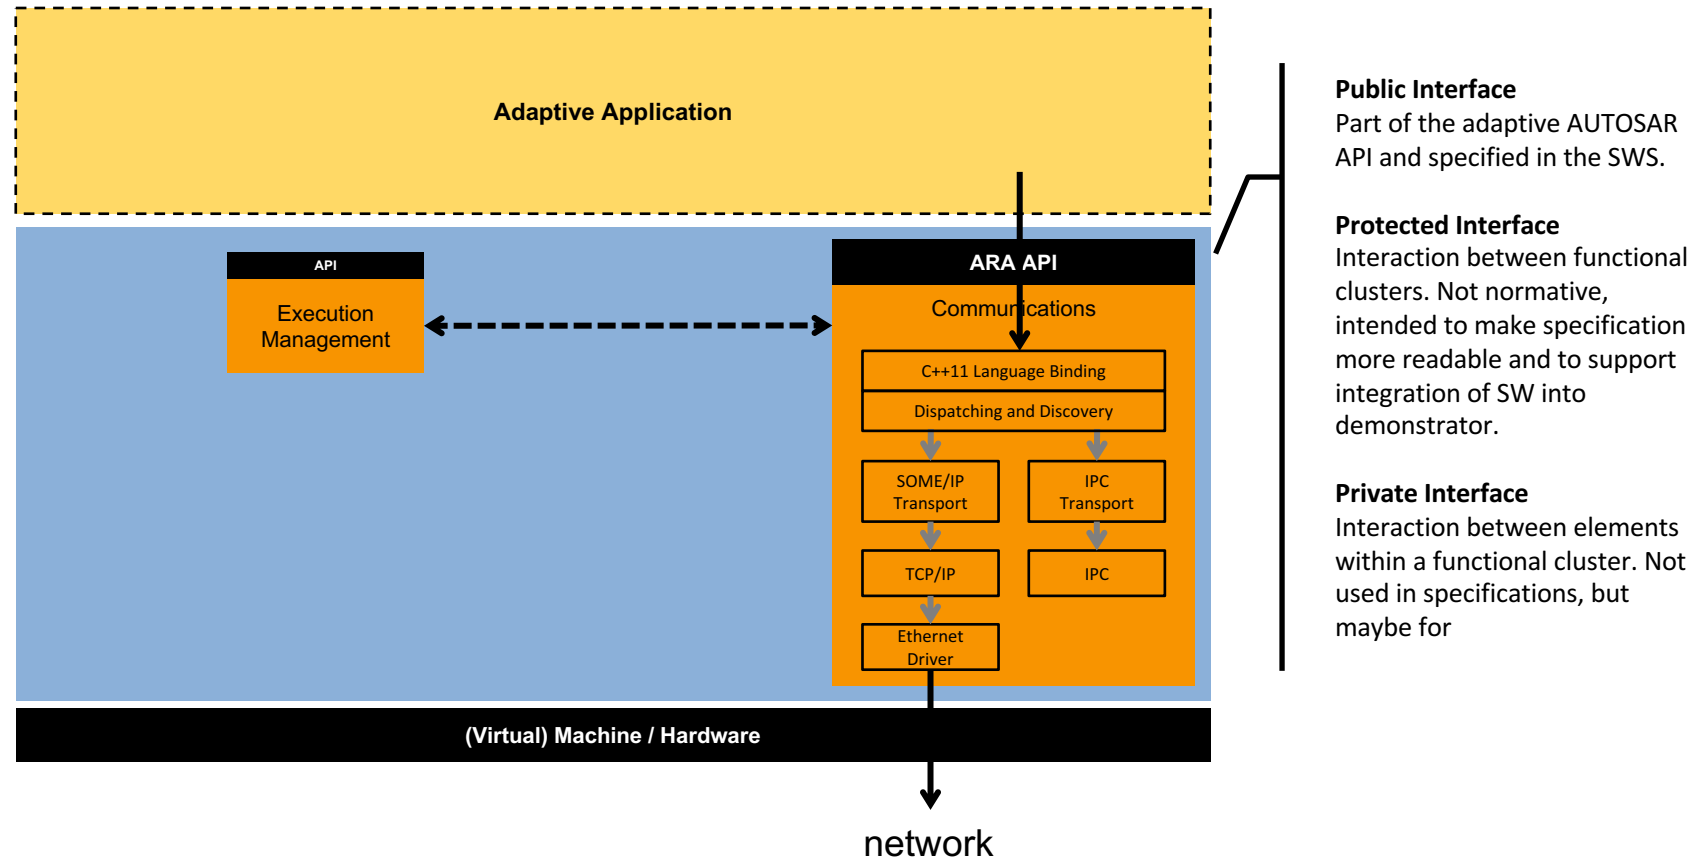 Adaptive Application
API
Execution
Management
ARA API
Communications
C++11 Language Binding
Dispatching and Discovery
SOME/IP
Transport
IPC
Transport
TCP/IP
IPC
Ethernet
Driver
(Virtual) Machine / Hardware
network
Public Interface
Part of the adaptive AUTOSAR
API and specified in the SWS.
Protected Interface
Interaction between functional
clusters. Not normative,
intended to make specification
more readable and to support
integration of SW into
demonstrator.
Private Interface
Interaction between elements
within a functional cluster. Not
used in specifications, but
maybe for